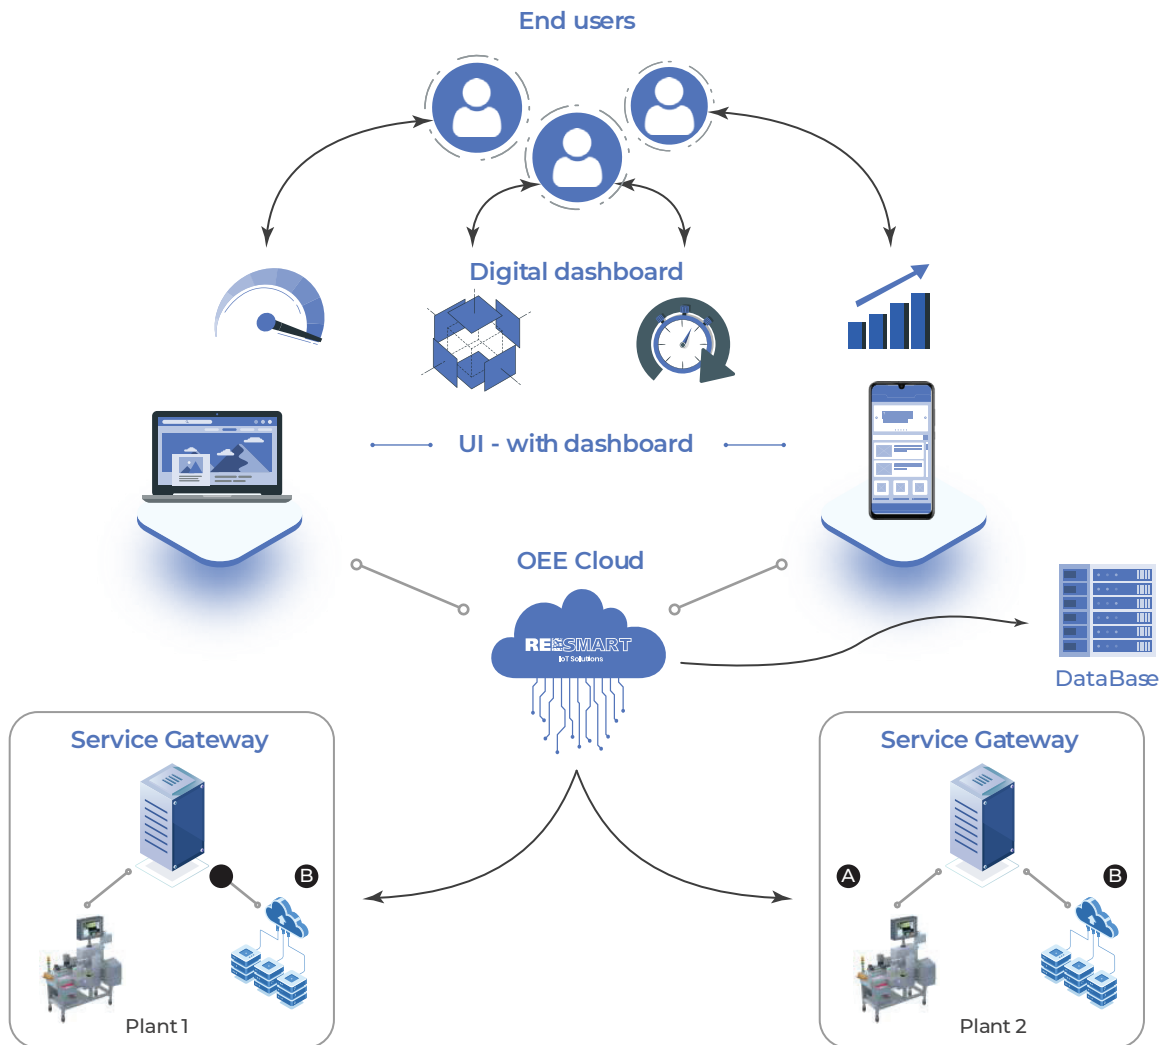 End users
Digital dashboard
UI - with dashboard
OEE Cloud
IoT Solutions
DataBase
Service Gateway
B
Plant 1
Service Gateway
A
B
Plant 2